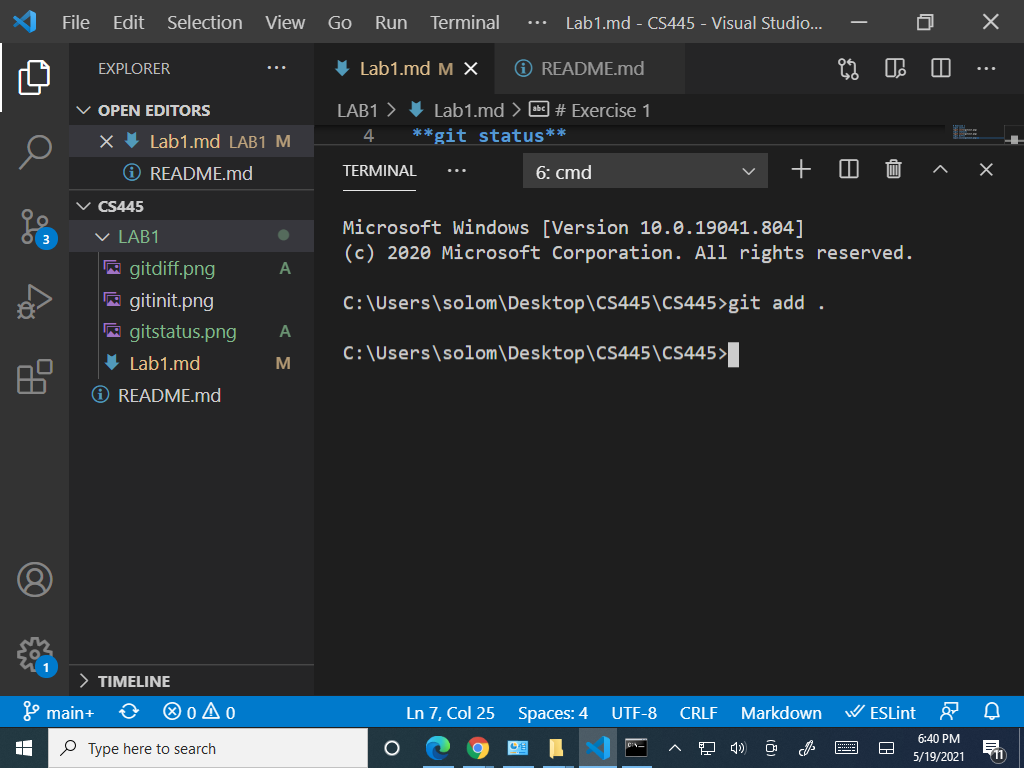 File Edit Selection View Go Run Terminal ··· Lab1.md - CS445 - Visual Studio...
EXPLORER ···
Lab1.md M
README.md
OPEN EDITORS
Lab1.md LAB1 M
README.md
CS445
LAB1
gitdiff.png A
gitinit.png
gitstatus.png A
Lab1.md M
README.md
TIMELINE
3
1
LAB1 > Lab1.md > abc # Exercise 1
4 **git status**
TERMINAL ··· 6: cmd
Microsoft Windows [Version 10.0.19041.804]
(c) 2020 Microsoft Corporation. All rights reserved.
C:\Users\solom\Desktop\CS445\CS445>git add .
C:\Users\solom\Desktop\CS445\CS445>
main+ 0 0 Ln 7, Col 25 Spaces: 4 UTF-8 CRLF Markdown ESLint
Type here to search
6:40 PM
5/19/2021
11